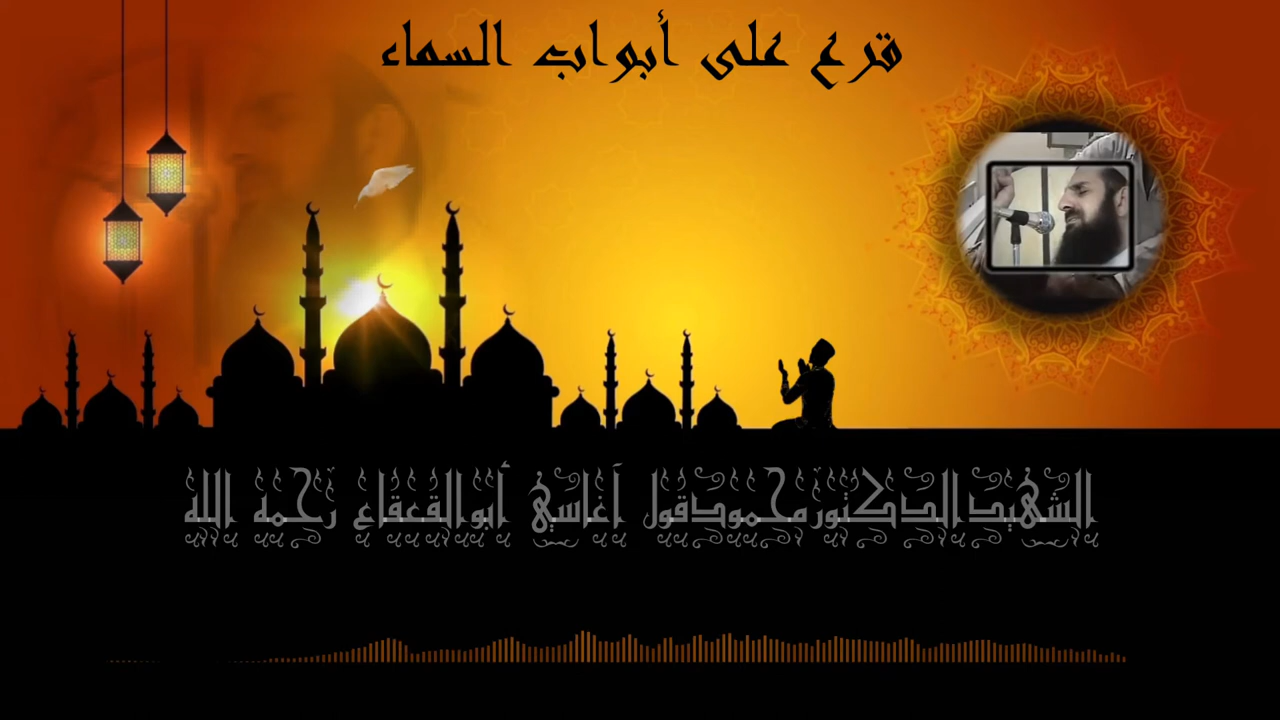 قرع على أبواب السماء
الشهيد الدكتور محمود قول آغاسي أبو القعقاع رحمه الله